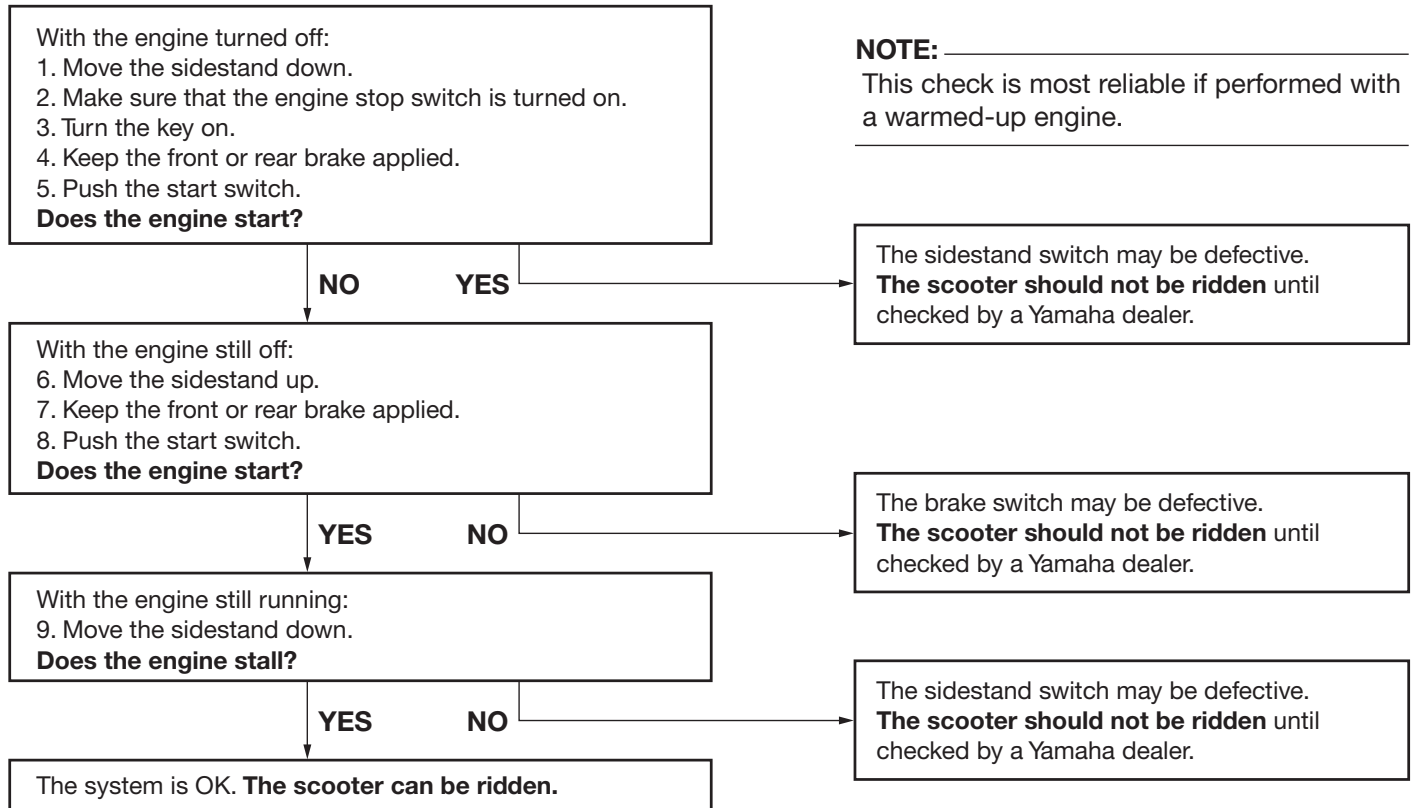 With the engine turned off:
1. Move the sidestand down.
2. Make sure that the engine stop switch is turned on.
3. Turn the key on.
4. Keep the front or rear brake applied.
5. Push the start switch.
Does the engine start?
NOTE:
This check is most reliable if performed with
a warmed-up engine.
NO YES
The sidestand switch may be defective.
The scooter should not be ridden until
checked by a Yamaha dealer.
With the engine still off:
6. Move the sidestand up.
7. Keep the front or rear brake applied.
8. Push the start switch.
Does the engine start?
YES NO
The brake switch may be defective.
The scooter should not be ridden until
checked by a Yamaha dealer.
With the engine still running:
9. Move the sidestand down.
Does the engine stall?
YES NO
The sidestand switch may be defective.
The scooter should not be ridden until
checked by a Yamaha dealer.
The system is OK. The scooter can be ridden.